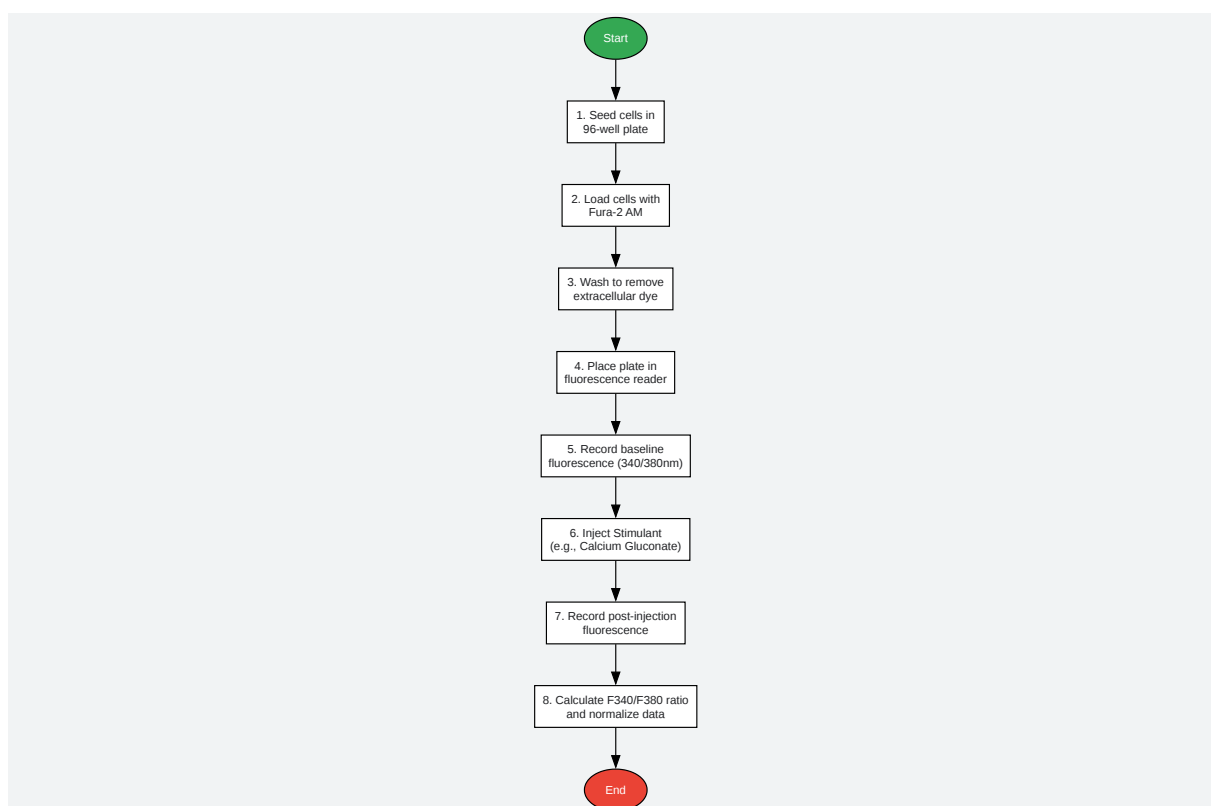 Start
1. Seed cells in
96-well plate
2. Load cells with
Fura-2 AM
3. Wash to remove
extracellular dye
4. Place plate in
fluorescence reader
5. Record baseline
fluorescence (340/380nm)
6. Inject Stimulant
(e.g., Calcium Gluconate)
7. Record post-injection
fluorescence
8. Calculate F340/F380 ratio
and normalize data
End